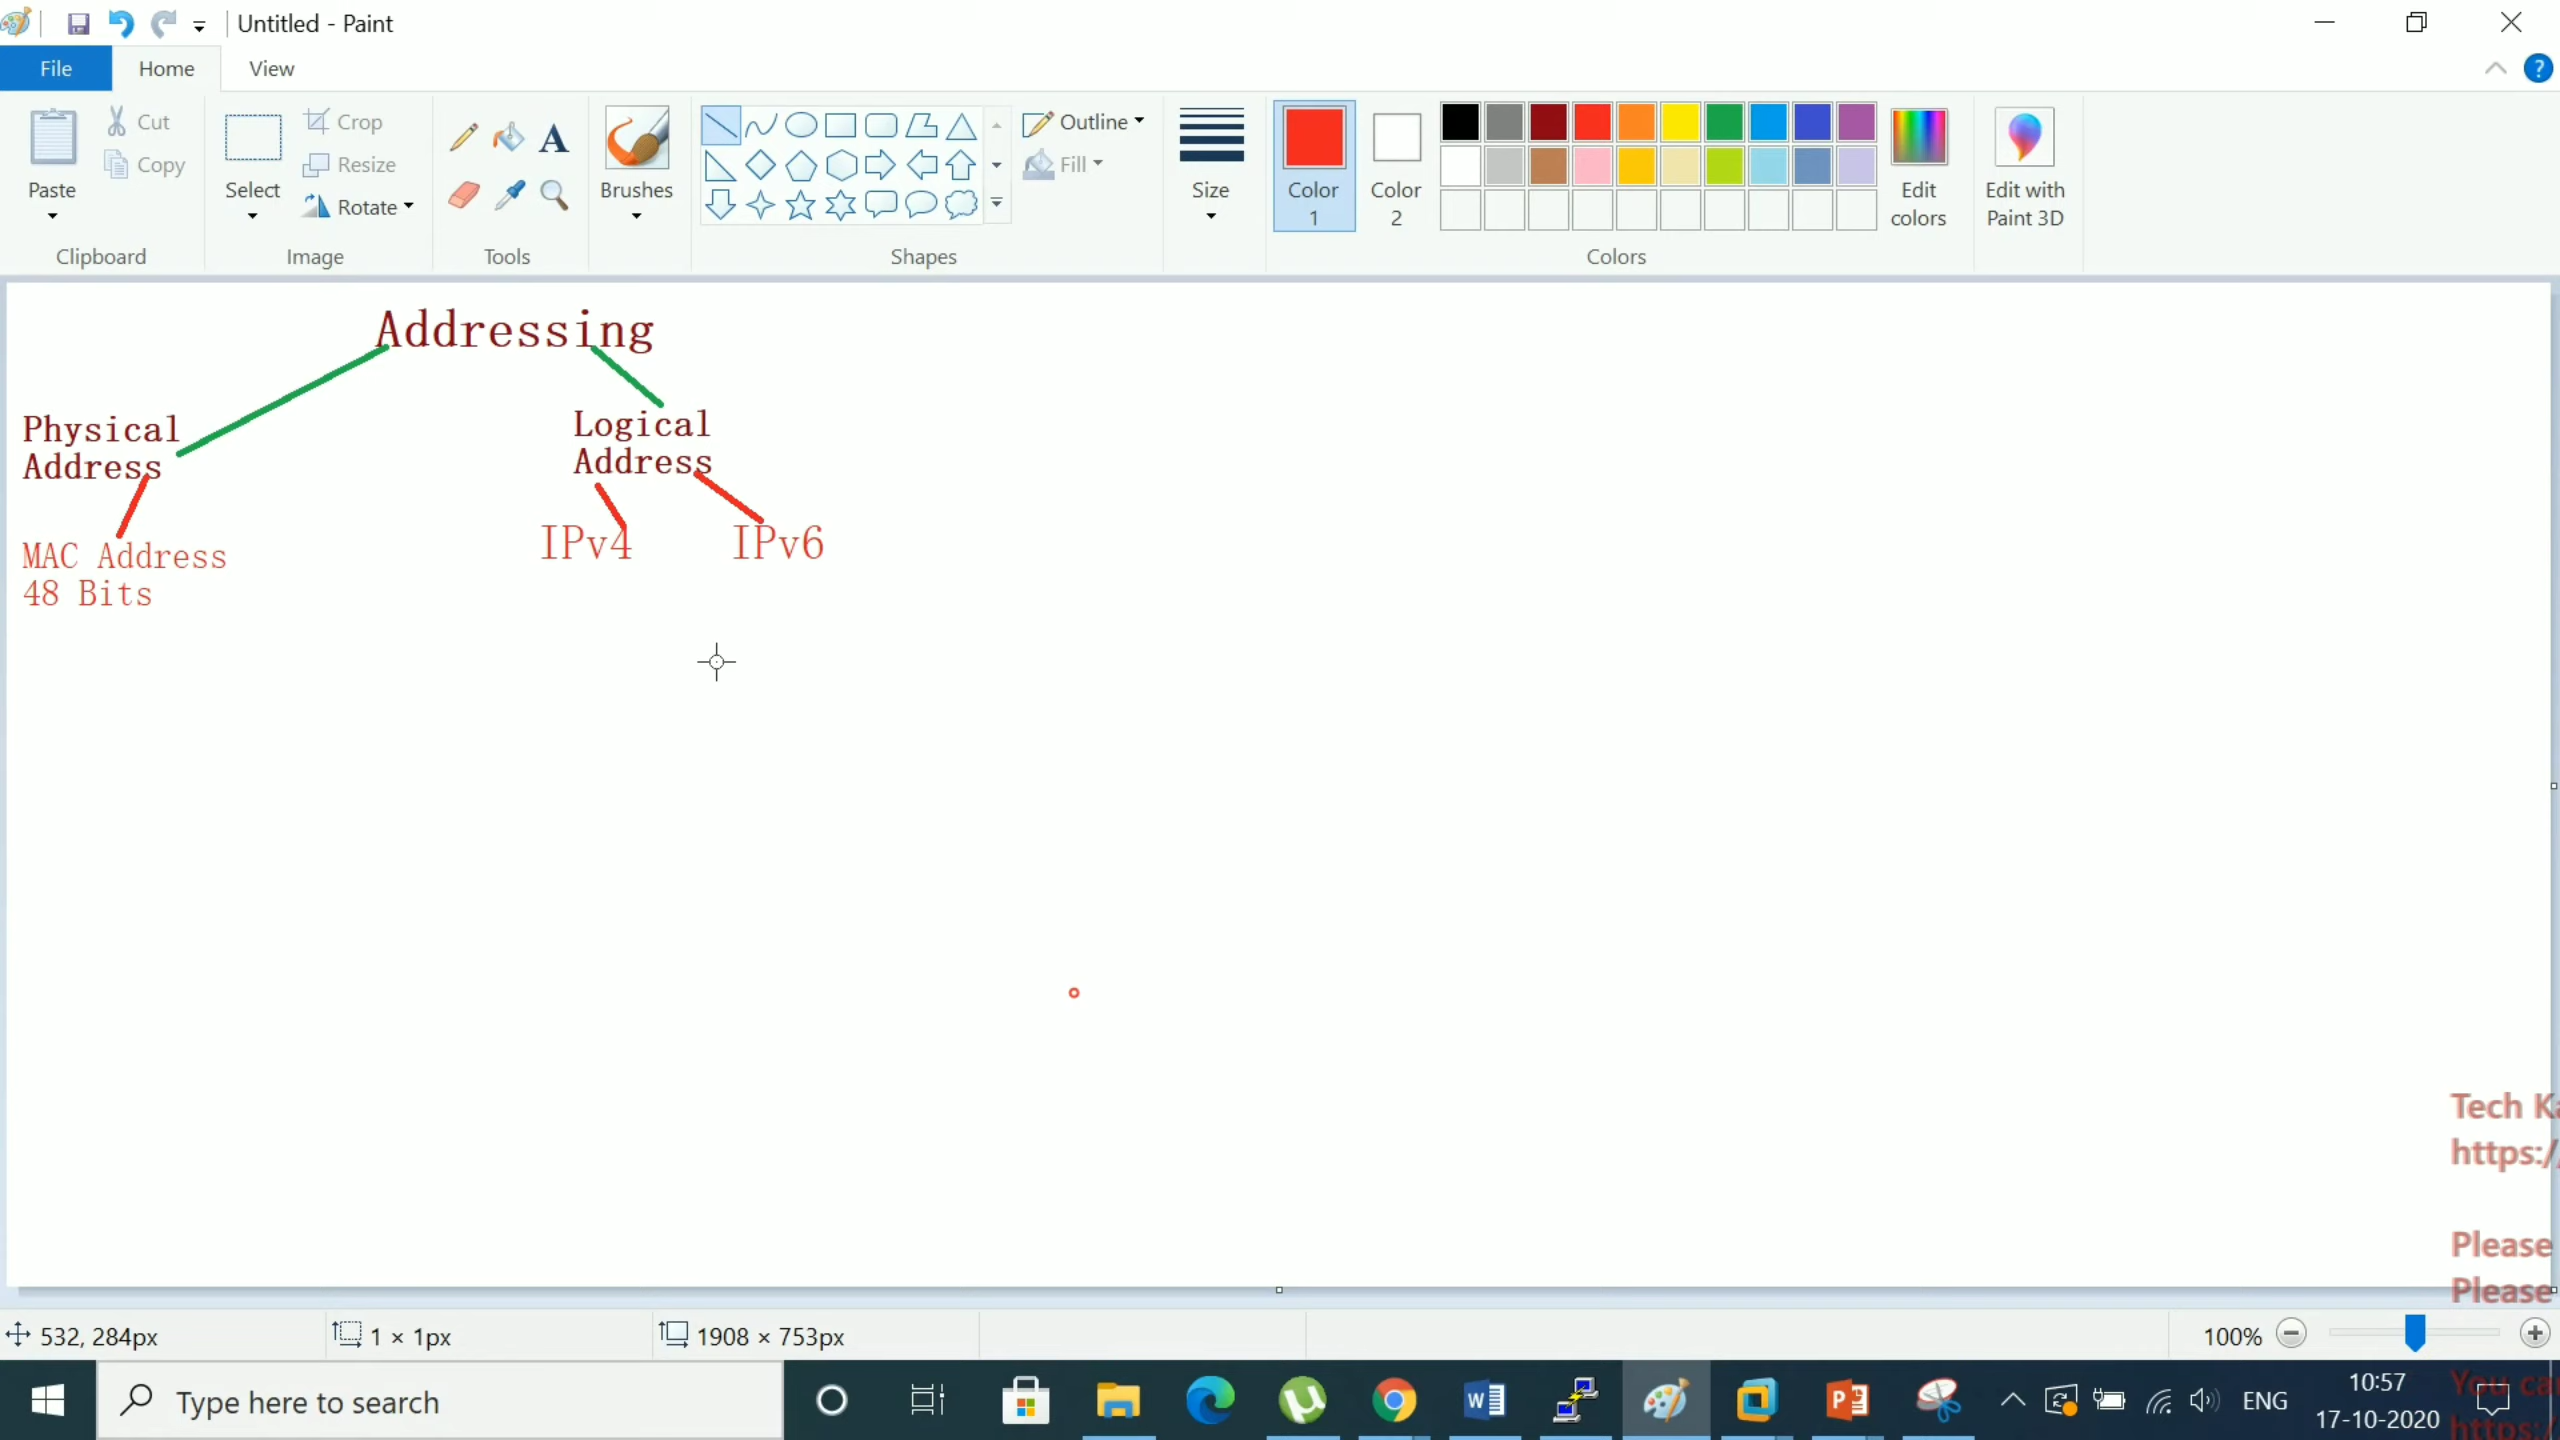 Untitled - Paint
File Home View
Cut
Copy
Paste
Clipboard
Crop
Resize
Rotate
Select
Image
A
Tools
Brushes
Shapes
Outline
Fill
Size
Color
1
Color
2
Edit
colors
Colors
Edit with
Paint 3D
Addressing
Physical
Address
Logical
Address
MAC Address
48 Bits
IPv4 IPv6
Tech
https:/
Please
Please
532, 284px 1 × 1px 1908 × 753px 100%
Type here to search
ENG
10:57
17-10-2020
You
https: